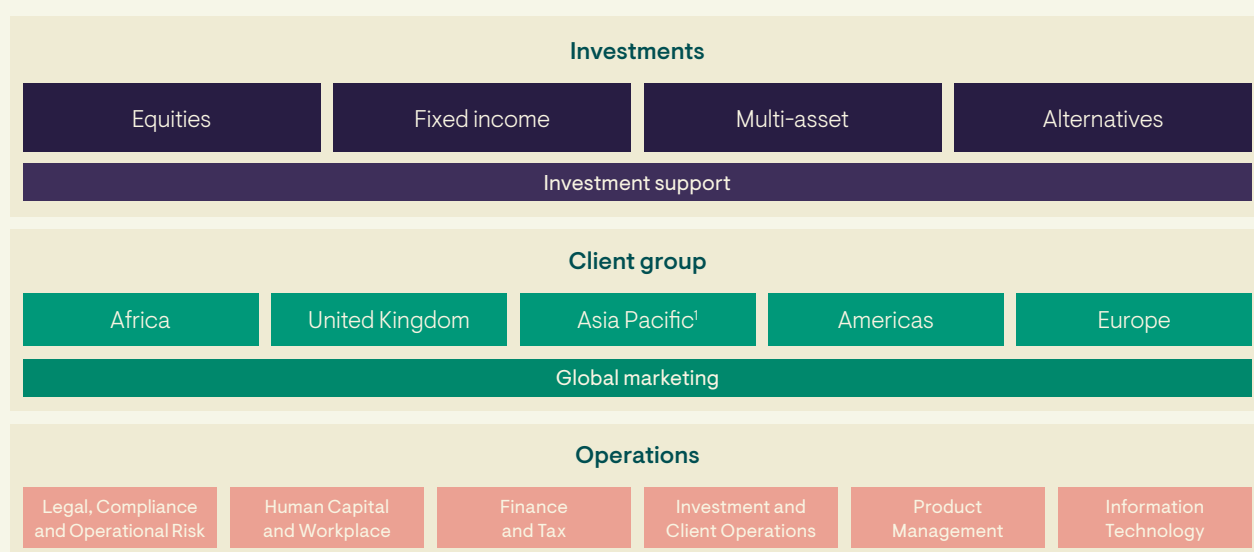 Investments
Equities
Fixed income
Multi-asset
Alternatives
Investment support
Client group
Africa
United Kingdom
Asia Pacific¹
Americas
Europe
Global marketing
Operations
Legal, Compliance
and Operational Risk
Human Capital
and Workplace
Finance
and Tax
Investment and
Client Operations
Product
Management
Information
Technology